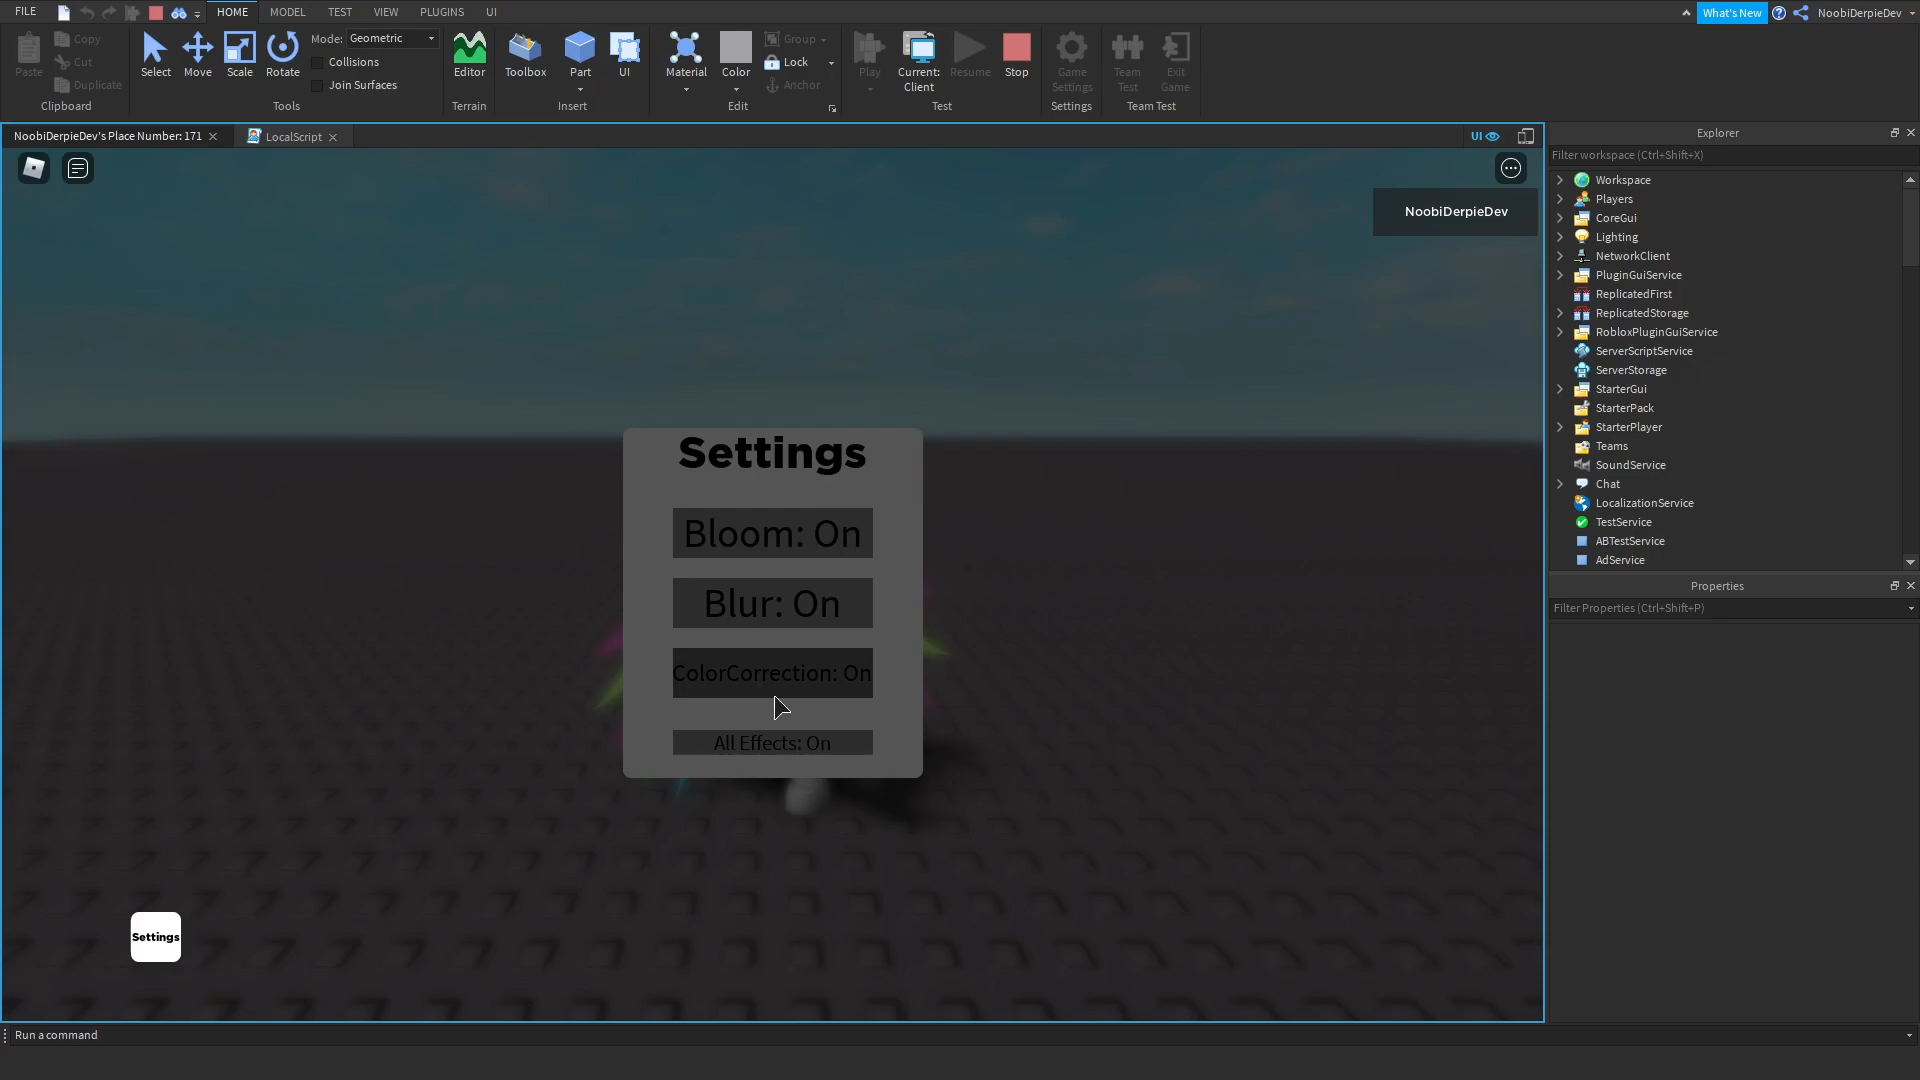 FILE HOME MODEL TEST VIEW PLUGINS UI What's New NoobiDerpieDev
Paste Copy Cut Duplicate Clipboard
Select Move Scale Rotate Mode: Geometric Collisions Join Surfaces Tools
Editor Terrain
Toolbox Part UI Insert
Material Color Group Lock Anchor Edit
Play Current: Client Resume Stop Test
Game Settings Settings
Team Test Exit Game Team Test
NoobiDerpieDev's Place Number: 171 LocalScript UI
NoobiDerpieDev
Settings
Bloom: On
Blur: On
ColorCorrection: On
All Effects: On
Settings
Explorer
Filter workspace (Ctrl+Shift+X)
Workspace
Players
CoreGui
Lighting
NetworkClient
PluginGuiService
ReplicatedFirst
ReplicatedStorage
RobloxPluginGuiService
ServerScriptService
ServerStorage
StarterGui
StarterPack
StarterPlayer
Teams
SoundService
Chat
LocalizationService
TestService
ABTestService
AdService
Properties
Filter Properties (Ctrl+Shift+P)
Run a command